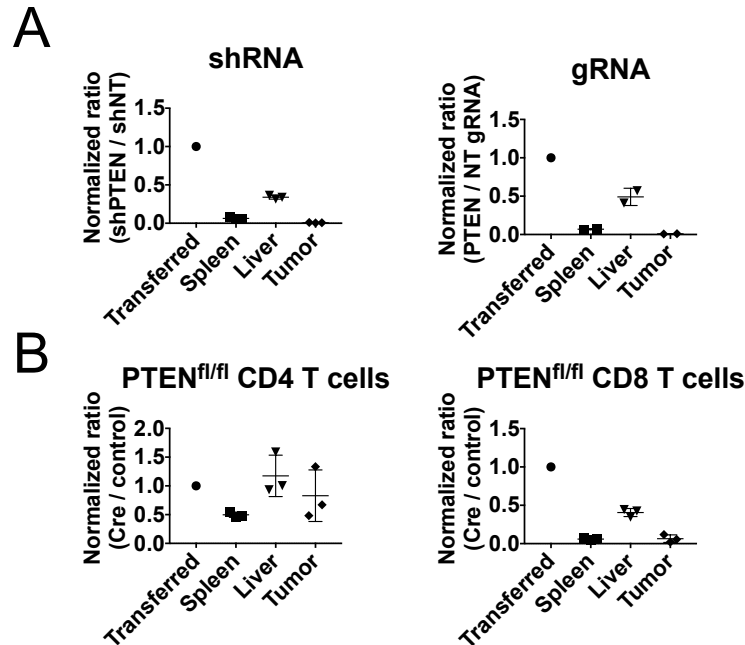 A
shRNA
Normalized ratio
(shPTEN / shNT)
1.5
1.0
0.5
0.0
Transferred
Spleen
Liver
Tumor
gRNA
Normalized ratio
(PTEN / NT gRNA)
1.5
1.0
0.5
0.0
Transferred
Spleen
Liver
Tumor
B
PTENfl/fl CD4 T cells
Normalized ratio
(Cre / control)
2.0
1.5
1.0
0.5
0.0
Transferred
Spleen
Liver
Tumor
PTENfl/fl CD8 T cells
Normalized ratio
(Cre / control)
1.5
1.0
0.5
0.0
Transferred
Spleen
Liver
Tumor